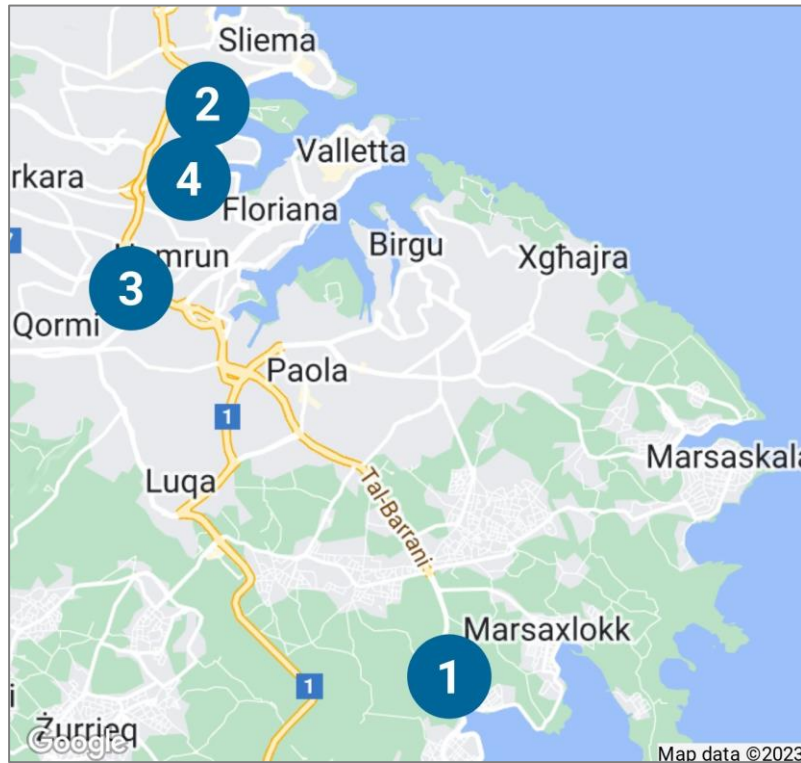 Sliema
2
Valletta
rkara
4
Floriana
Birgu
Xgħajra
3
Qormi
Paola
1
Luqa
Marsaskala
Tal-Barrani
Marsaxlokk
1
1
Żurrieq
Google
Map data ©2023